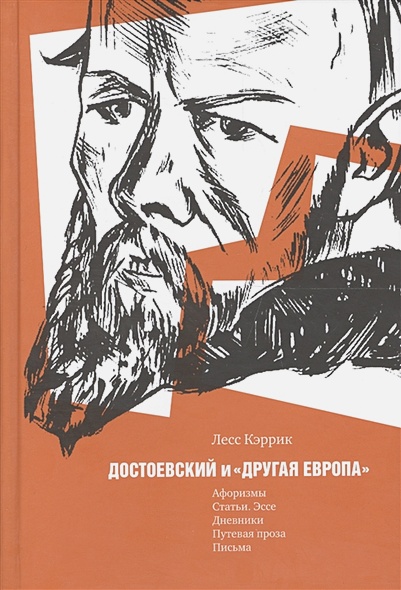 Лесс Кэррик
ДОСТОЕВСКИЙ и «ДРУГАЯ ЕВРОПА»
Афоризмы
Статьи. Эссе
Дневники
Путевая проза
Письма